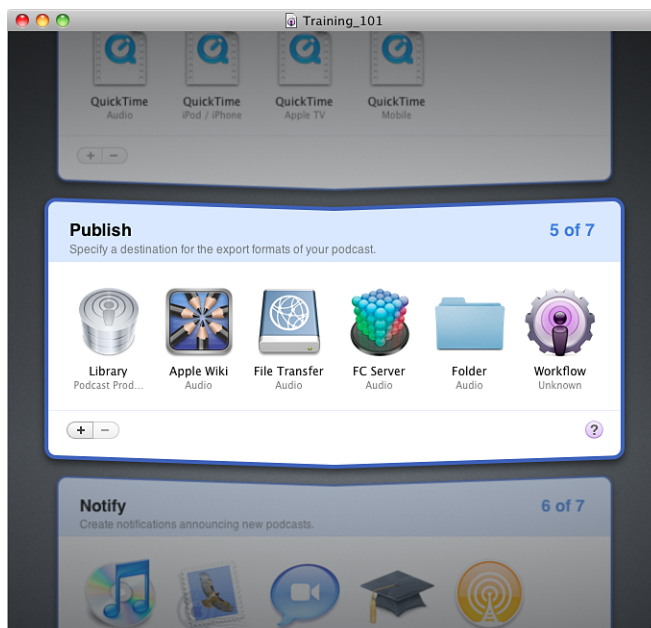 Training_101
QuickTime QuickTime QuickTime QuickTime
Audio iPod / iPhone Apple TV Mobile
+ −
Publish 5 of 7
Specify a destination for the export formats of your podcast.
Library Apple Wiki File Transfer FC Server Folder Workflow
Podcast Prod... Audio Audio Audio Audio Unknown
+ − ?
Notify 6 of 7
Create notifications announcing new podcasts.